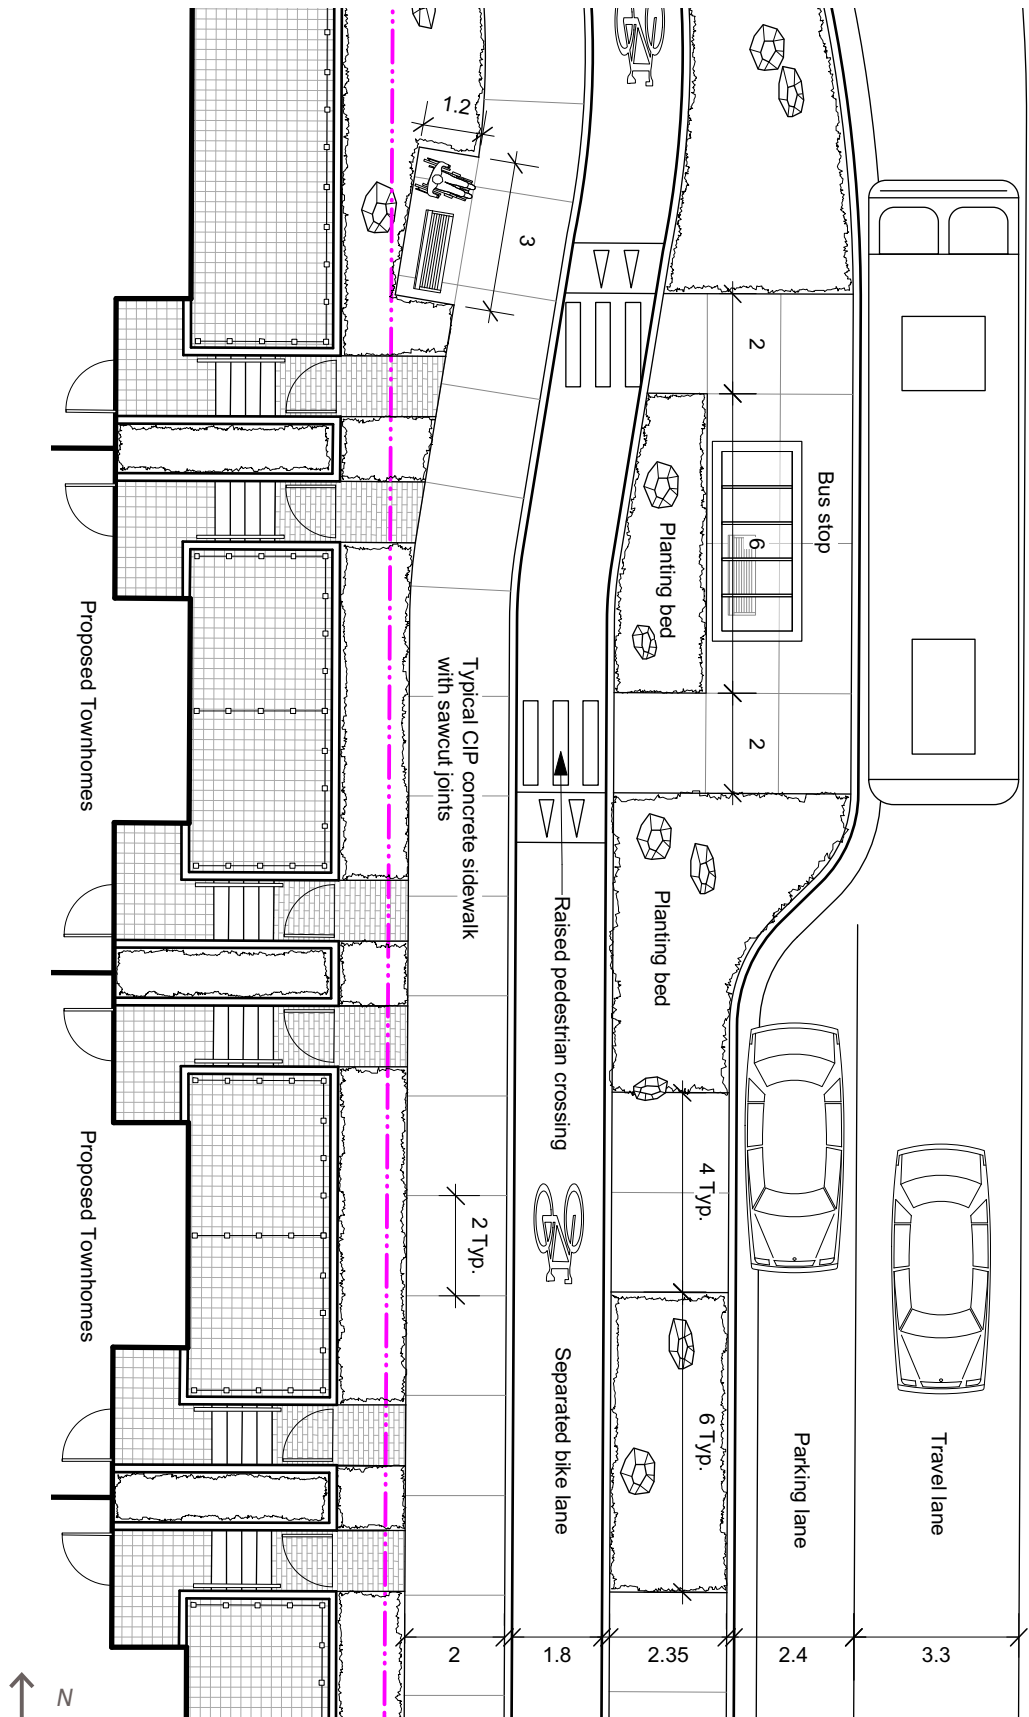 1.2
3
2
Bus stop
6
Planting bed
Proposed Townhomes
Typical CIP concrete sidewalk
with sawcut joints
2
Raised pedestrian crossing
Planting bed
Proposed Townhomes
4 Typ.
2 Typ.
Separated bike lane
6 Typ.
Parking lane
Travel lane
2
1.8
2.35
2.4
3.3
N